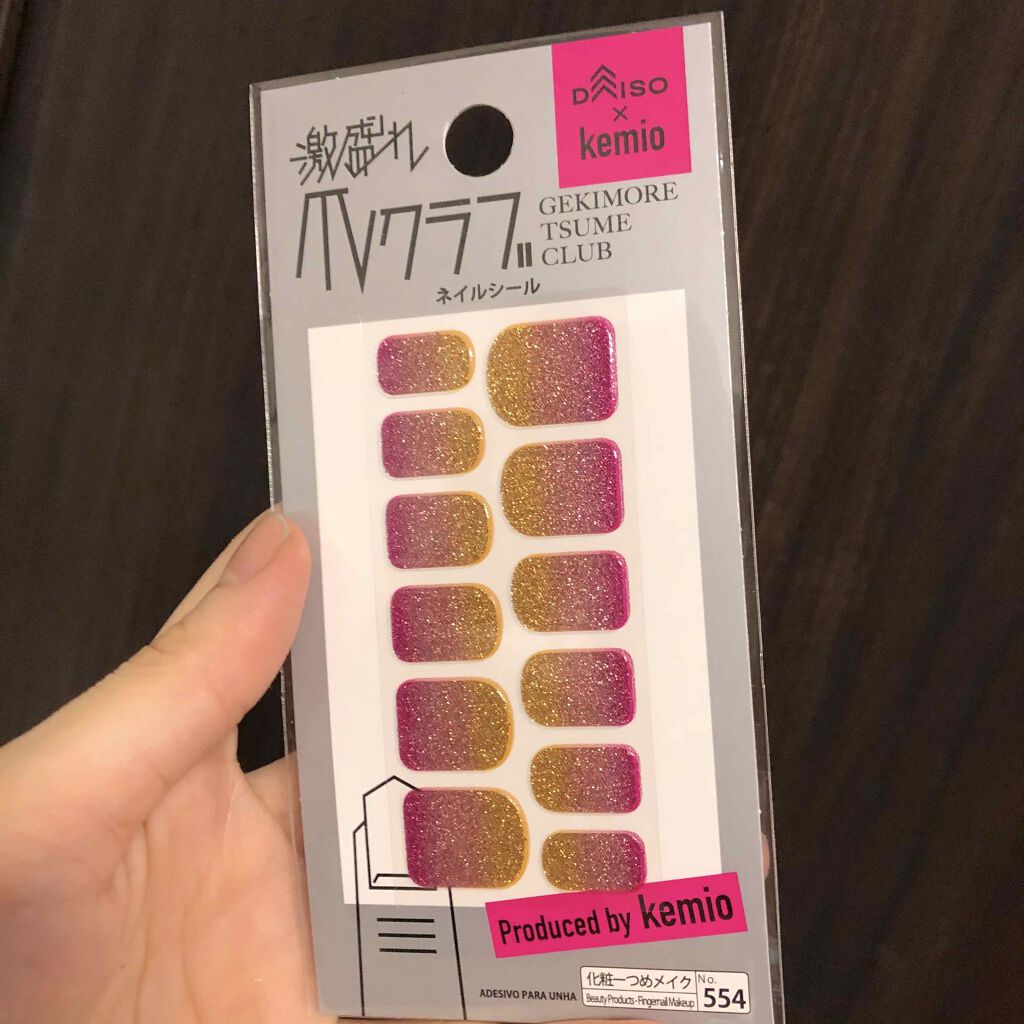 DAISO
×
kemio
激盛れ
爪クラブ
GEKIMORE
TSUME
CLUB
ネイルシール
Produced by kemio
ADESIVO PARA UNHA
化粧ーつめメイク
Beauty Products - Fingernail Makeup
No.
554